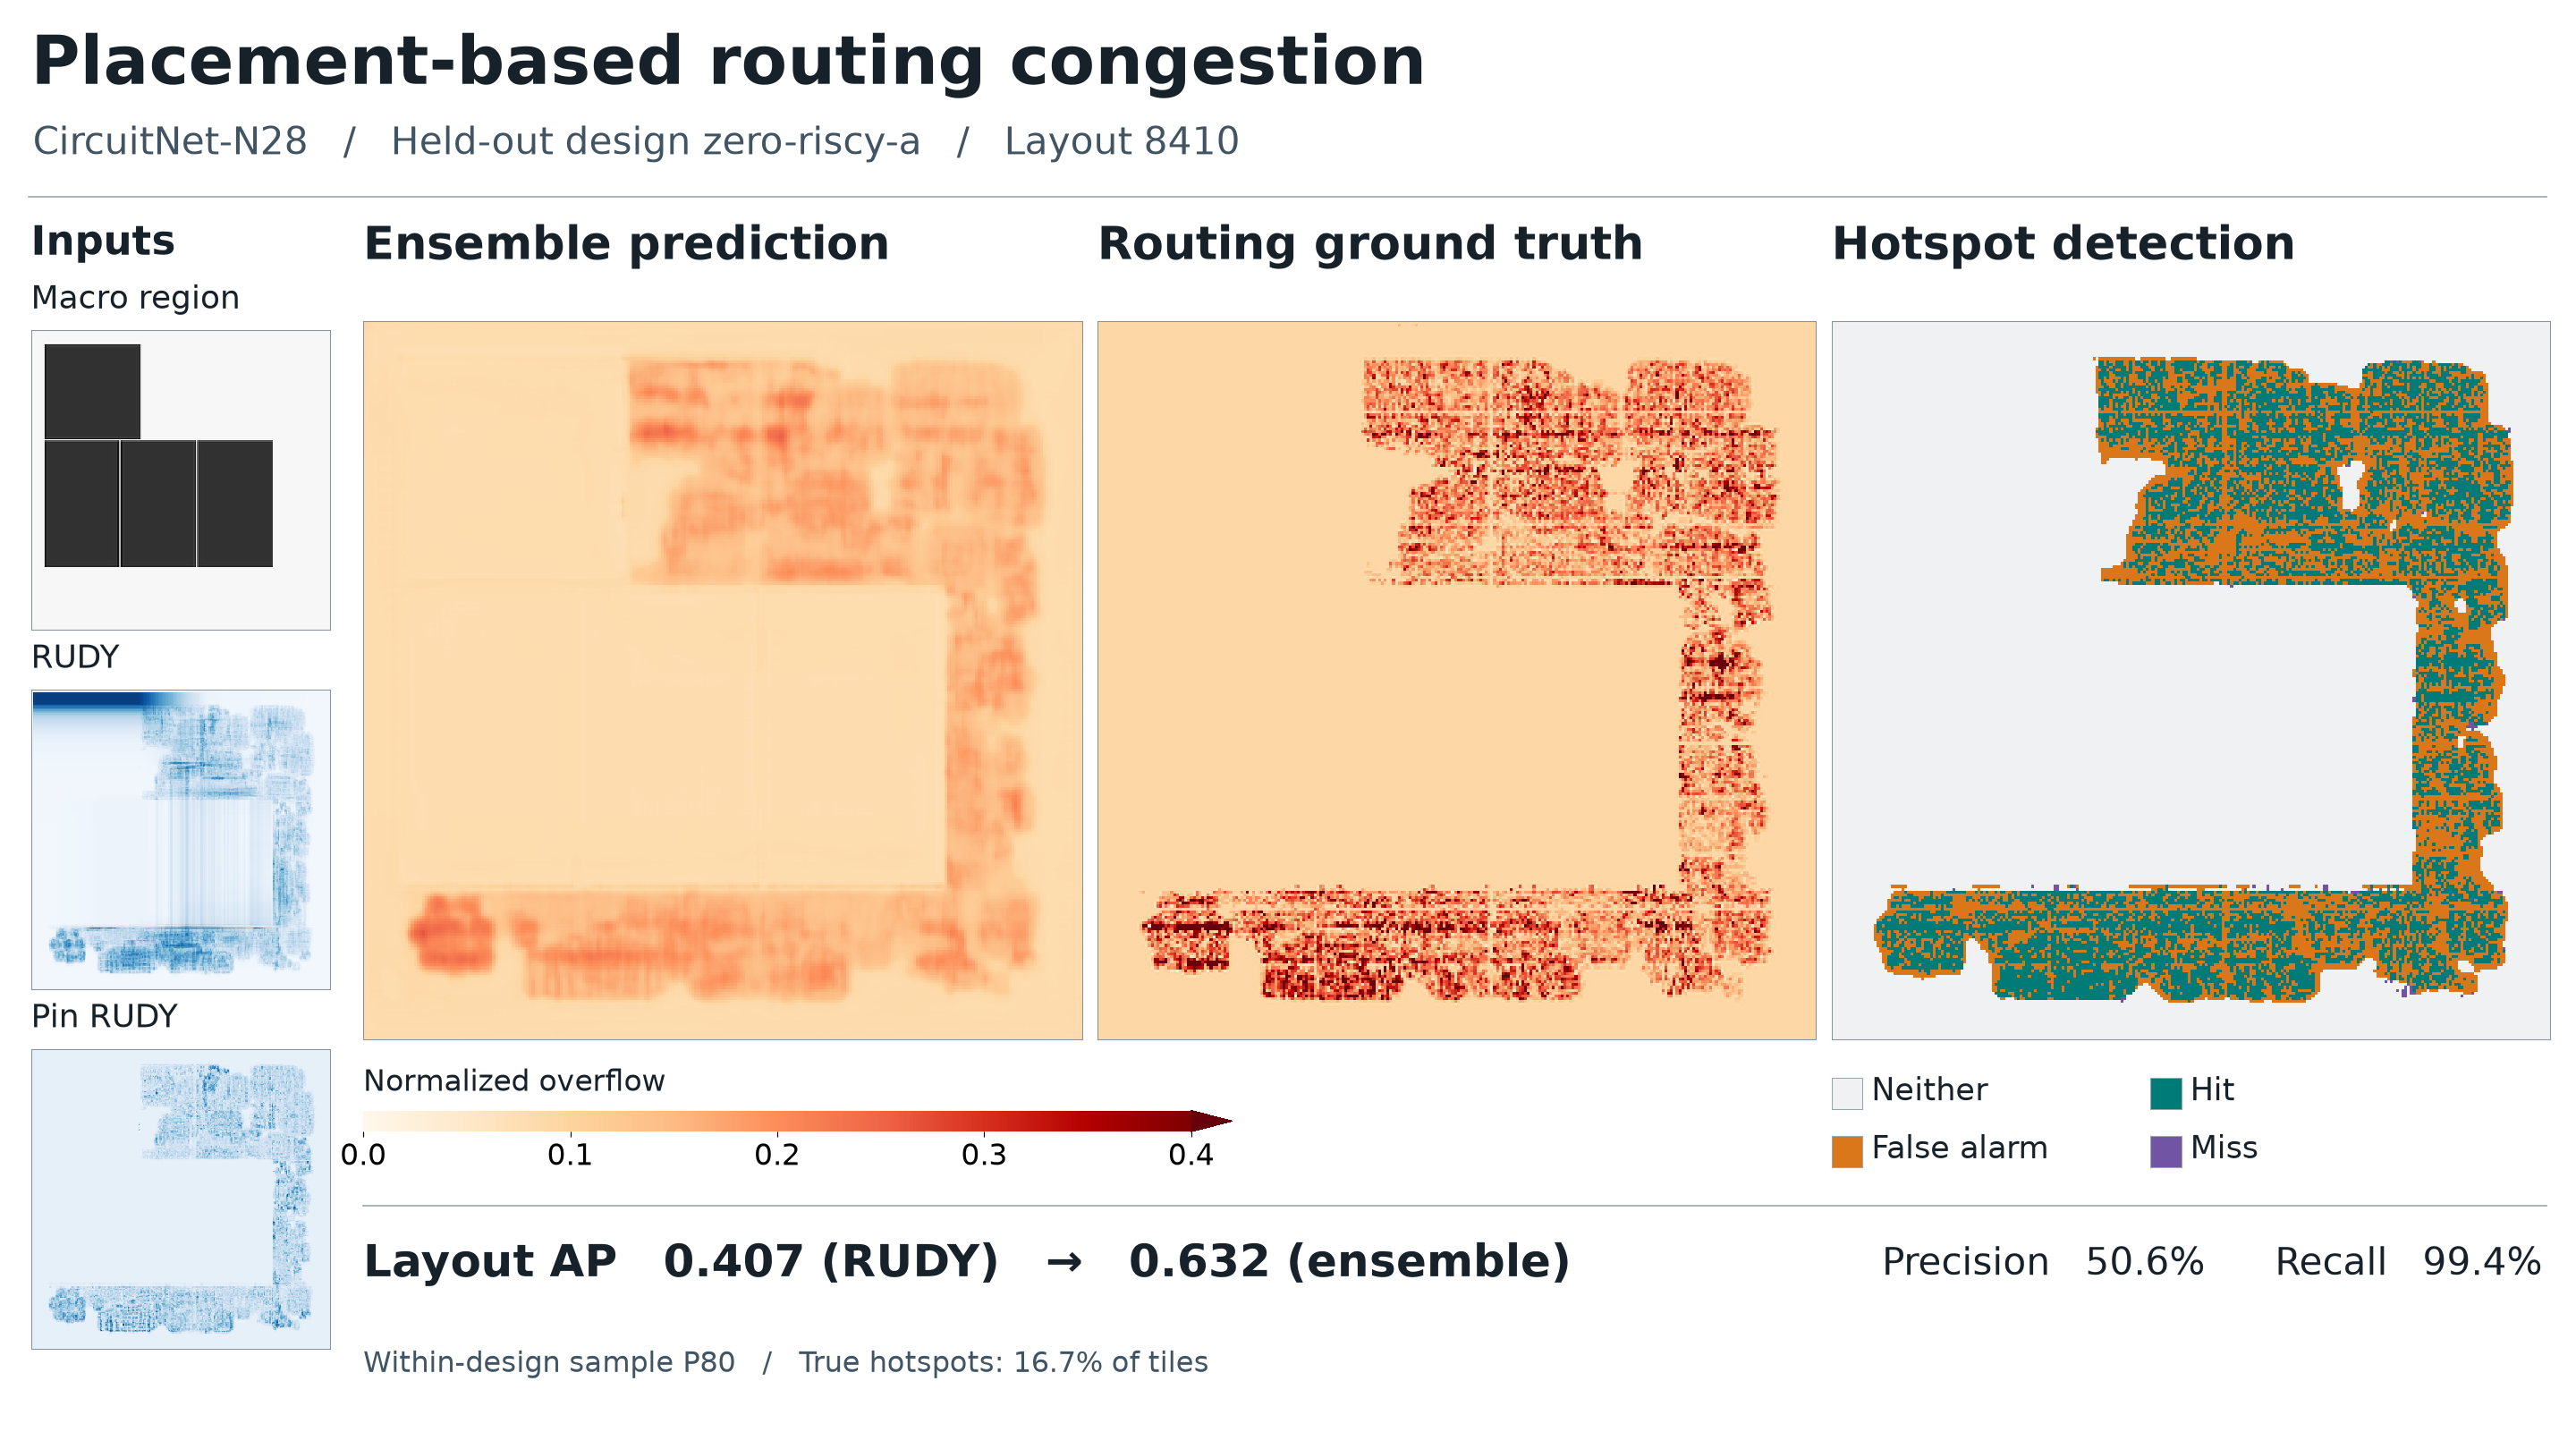 Placement-based routing congestion
CircuitNet-N28 / Held-out design zero-riscy-a / Layout 8410
Inputs
Macro region
RUDY
Pin RUDY
Ensemble prediction
Routing ground truth
Hotspot detection
Normalized overflow
0.0 0.1 0.2 0.3 0.4
Neither
Hit
False alarm
Miss
Layout AP 0.407 (RUDY) → 0.632 (ensemble)
Precision 50.6% Recall 99.4%
Within-design sample P80 / True hotspots: 16.7% of tiles